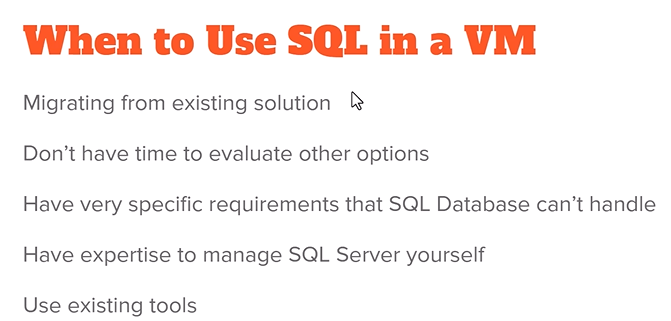 When to Use SQL in a VM
Migrating from existing solution
Don’t have time to evaluate other options
Have very specific requirements that SQL Database can’t handle
Have expertise to manage SQL Server yourself
Use existing tools